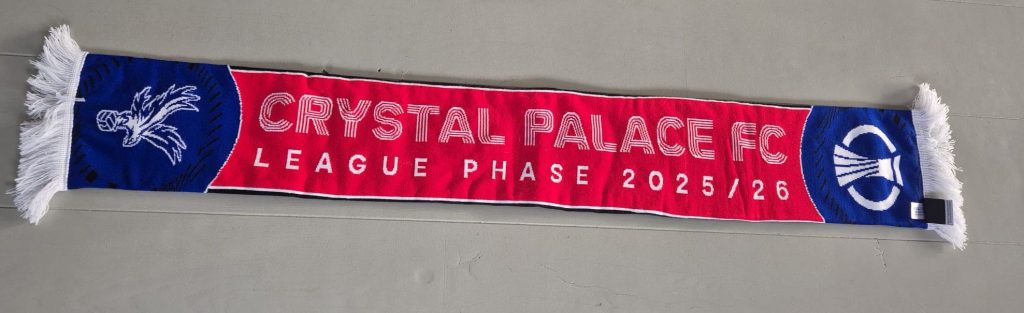 CRYSTAL PALACE FC
LEAGUE PHASE 2025/26